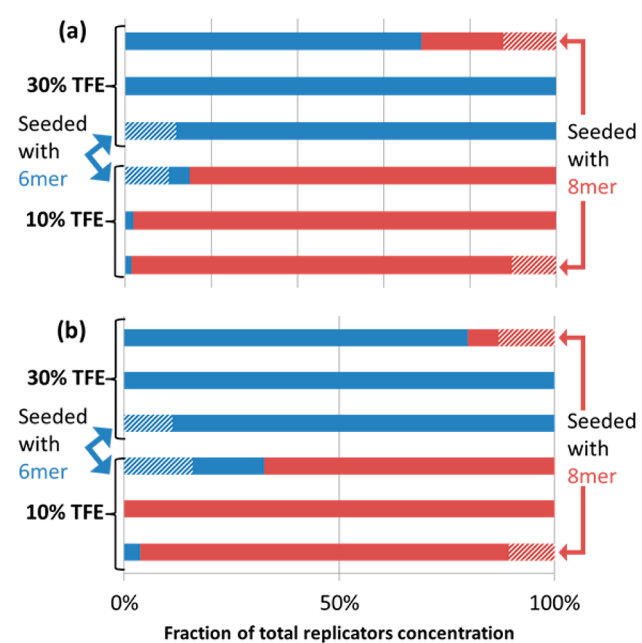 (a)
30% TFE
Seeded
with
6mer
10% TFE
Seeded
with
8mer
(b)
30% TFE
Seeded
with
6mer
10% TFE
Seeded
with
8mer
0% 50% 100%
Fraction of total replicators concentration